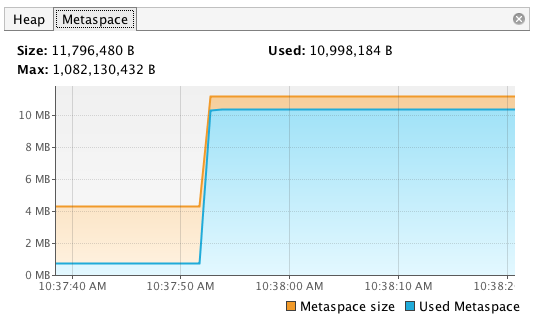 Heap Metaspace
Size: 11,796,480 B Used: 10,998,184 B
Max: 1,082,130,432 B
10 MB
8 MB
6 MB
4 MB
2 MB
0 MB
10:37:40 AM 10:37:50 AM 10:38:00 AM 10:38:10 AM 10:38:2
Metaspace size Used Metaspace